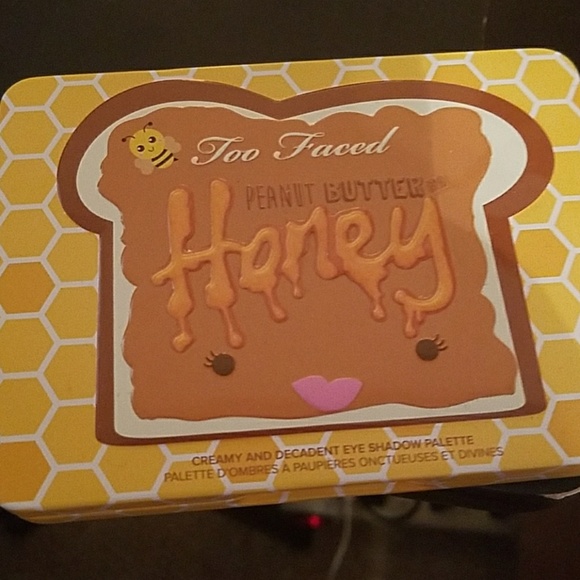 Too Faced
PEANUT BUTTER
Honey
CREAMY AND DECADENT EYE SHADOW PALETTE
PALETTE D'OMBRES À PAUPIÈRES ONCTUEUSES ET DIVINES